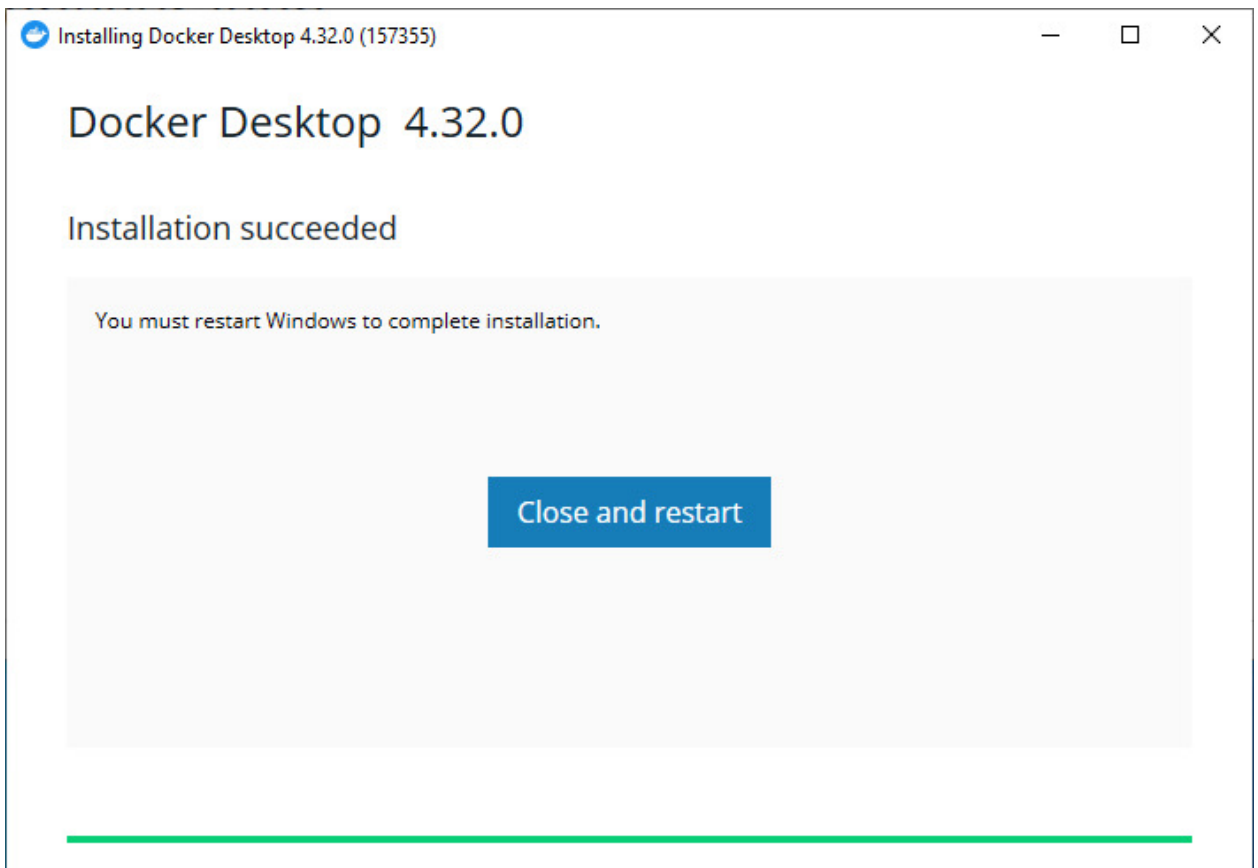 Installing Docker Desktop 4.32.0 (157355)
Docker Desktop 4.32.0
Installation succeeded
You must restart Windows to complete installation.
Close and restart